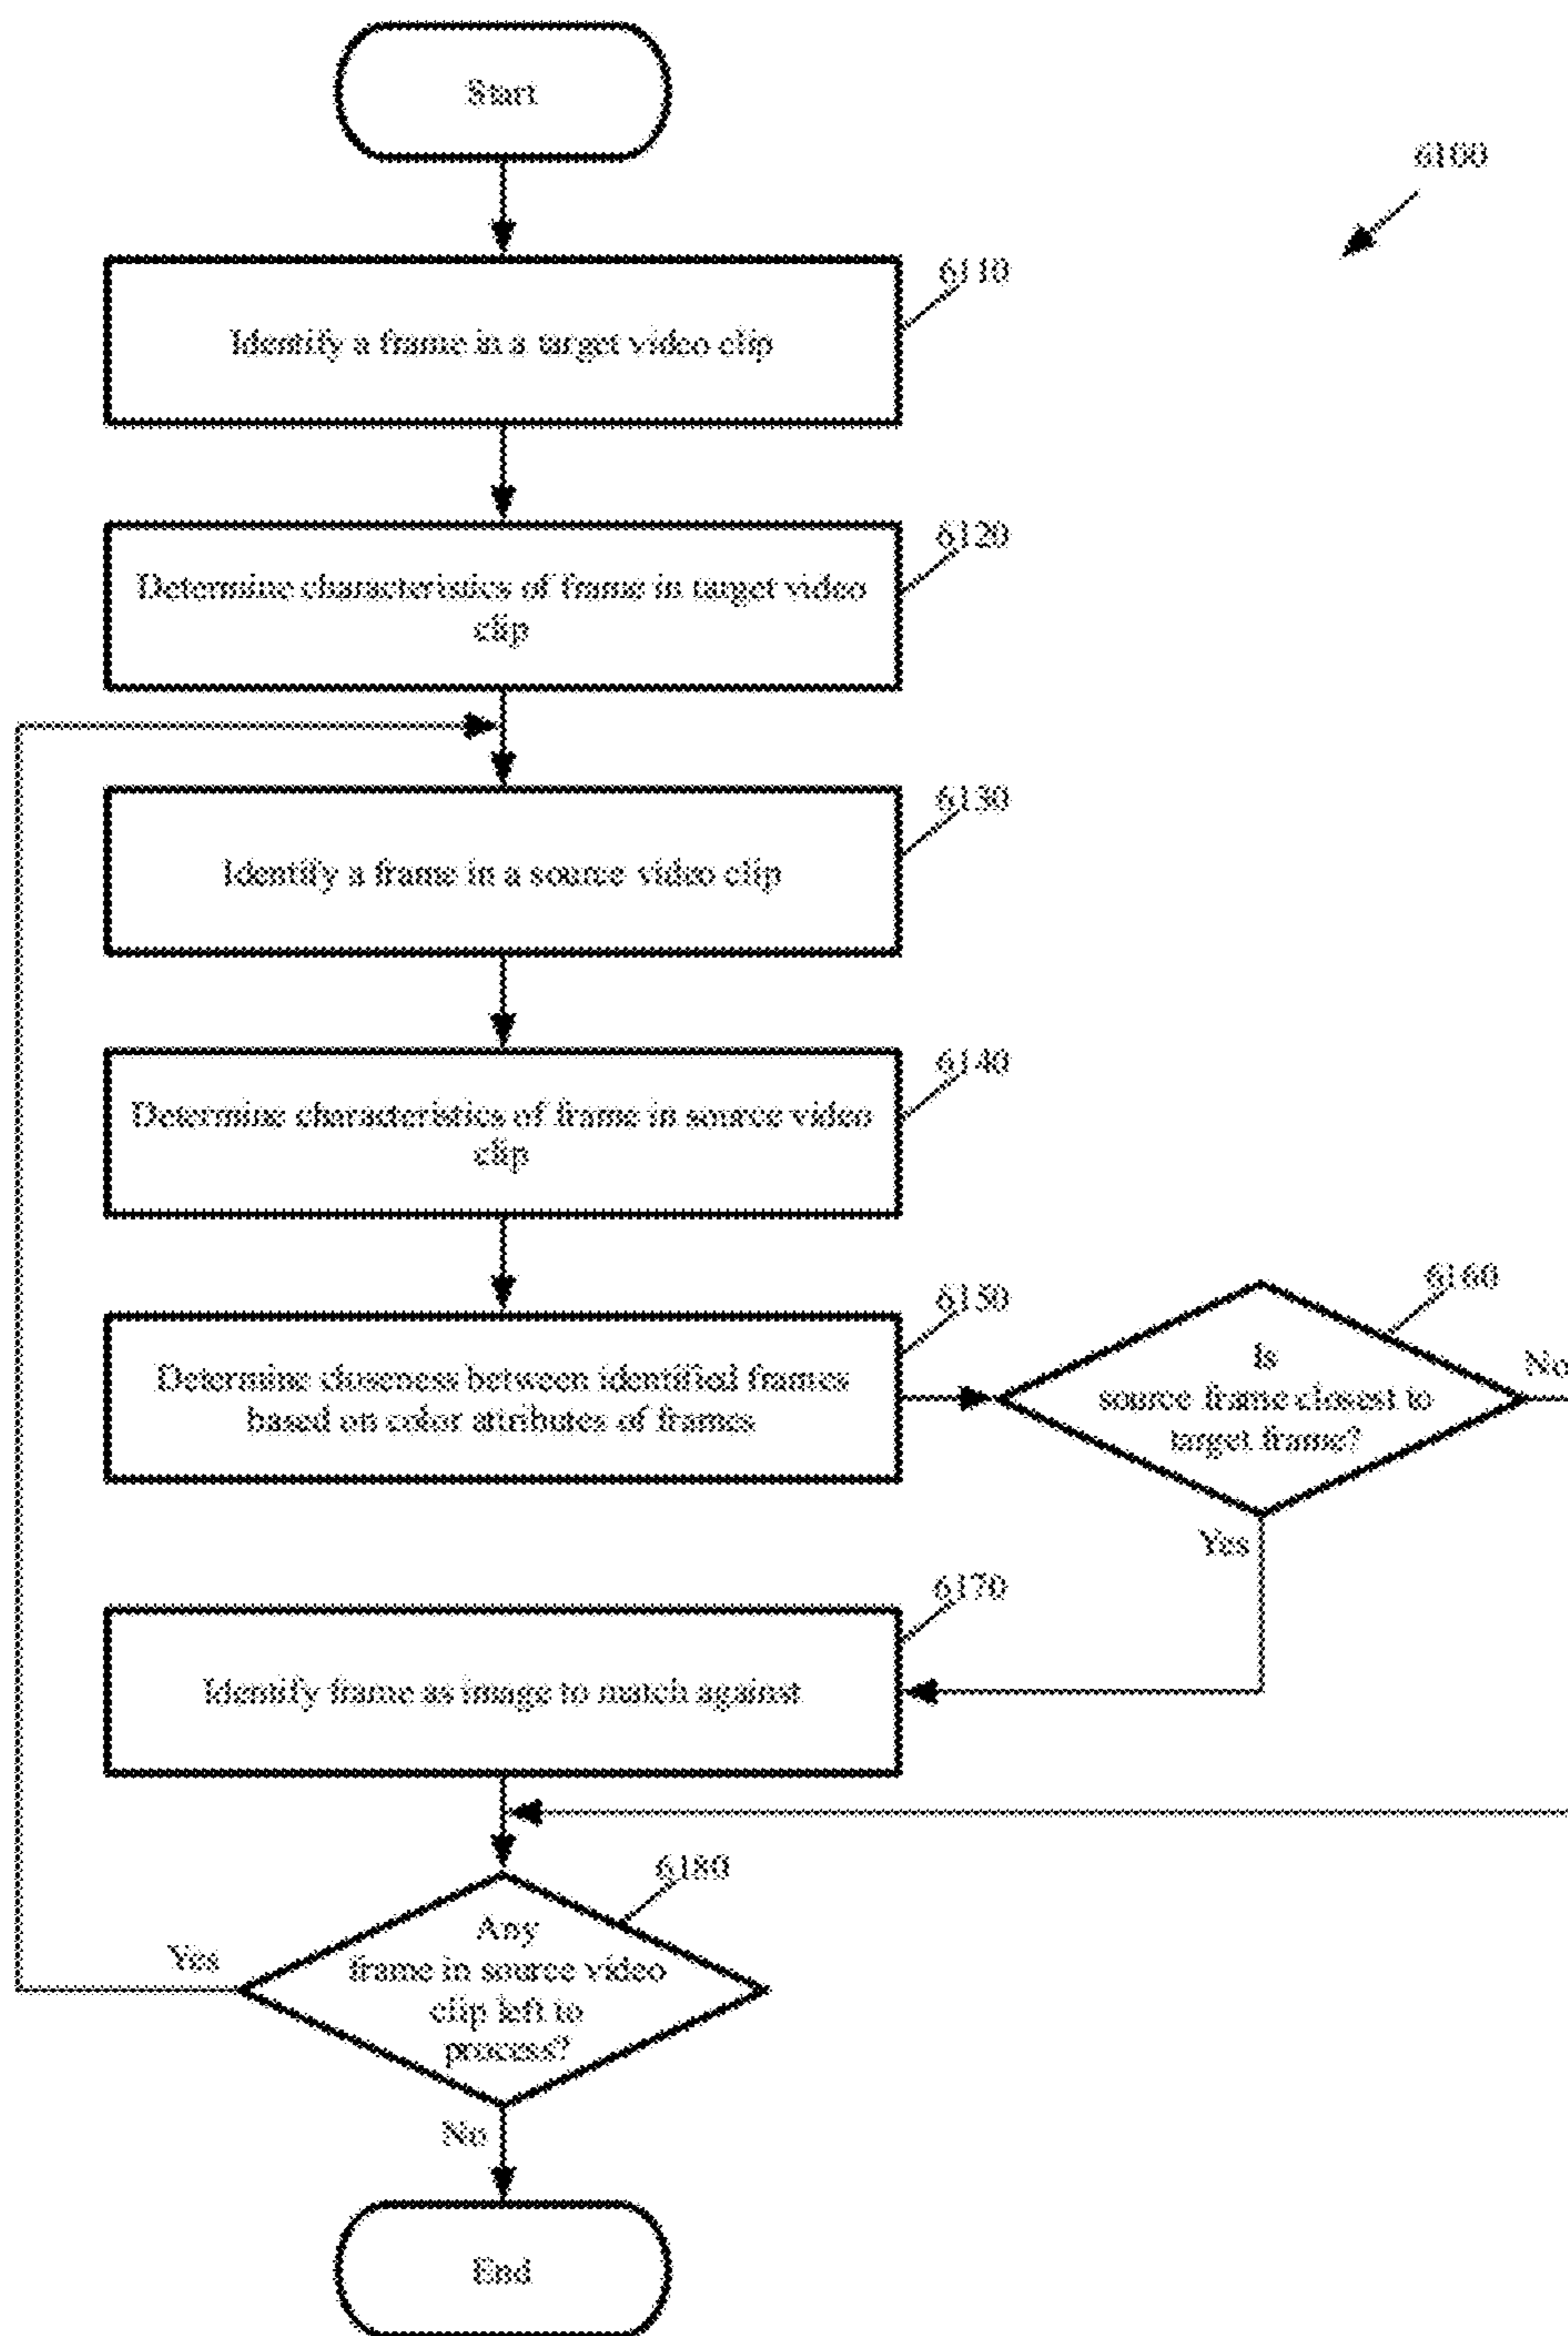 Start
6100
6110
Identify a frame in a target video clip
6120
Determine characteristics of frame in target video
clip
6130
Identify a frame in a source video clip
6140
Determine characteristics of frame in source video
clip
6150
6160
Determine closeness between identified frames
based on color attributes of frames
Is
source frame closest to
target frame?
No
Yes
6170
Identify frame as image to match against
6180
Any
frame in source video
clip left to
process?
Yes
No
End